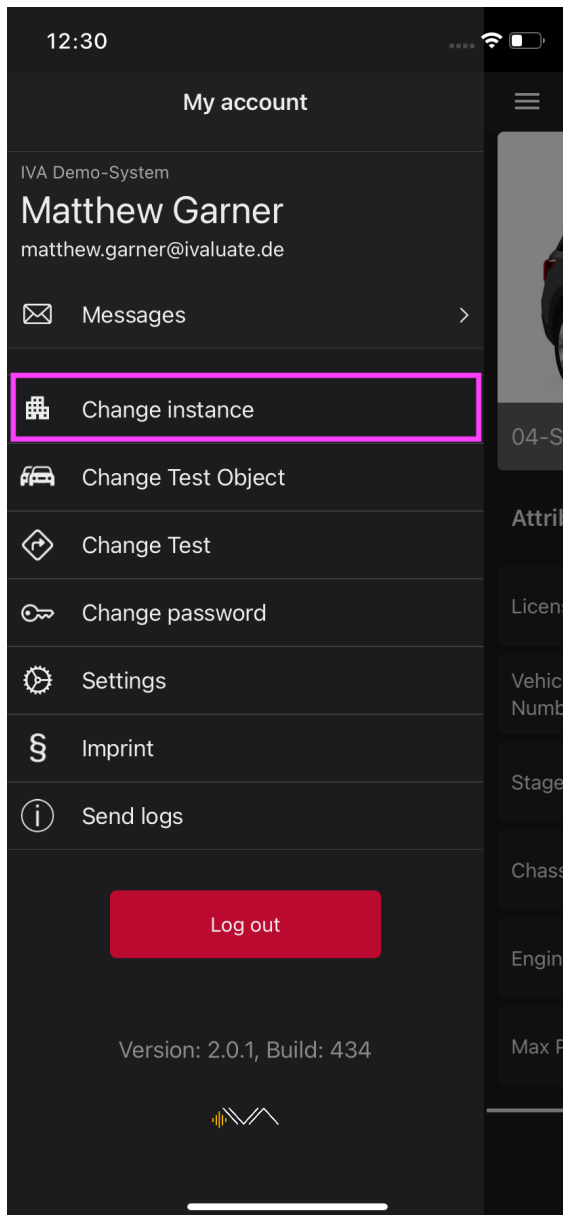 12:30
My account
IVA Demo-System
Matthew Garner
matthew.garner@ivaluate.de
Messages
Change instance
Change Test Object
Change Test
Change password
Settings
§ Imprint
Send logs
Log out
Version: 2.0.1, Build: 434
IVA
04-S
Attrib
Licens
Vehic
Numb
Stage
Chass
Engin
Max P